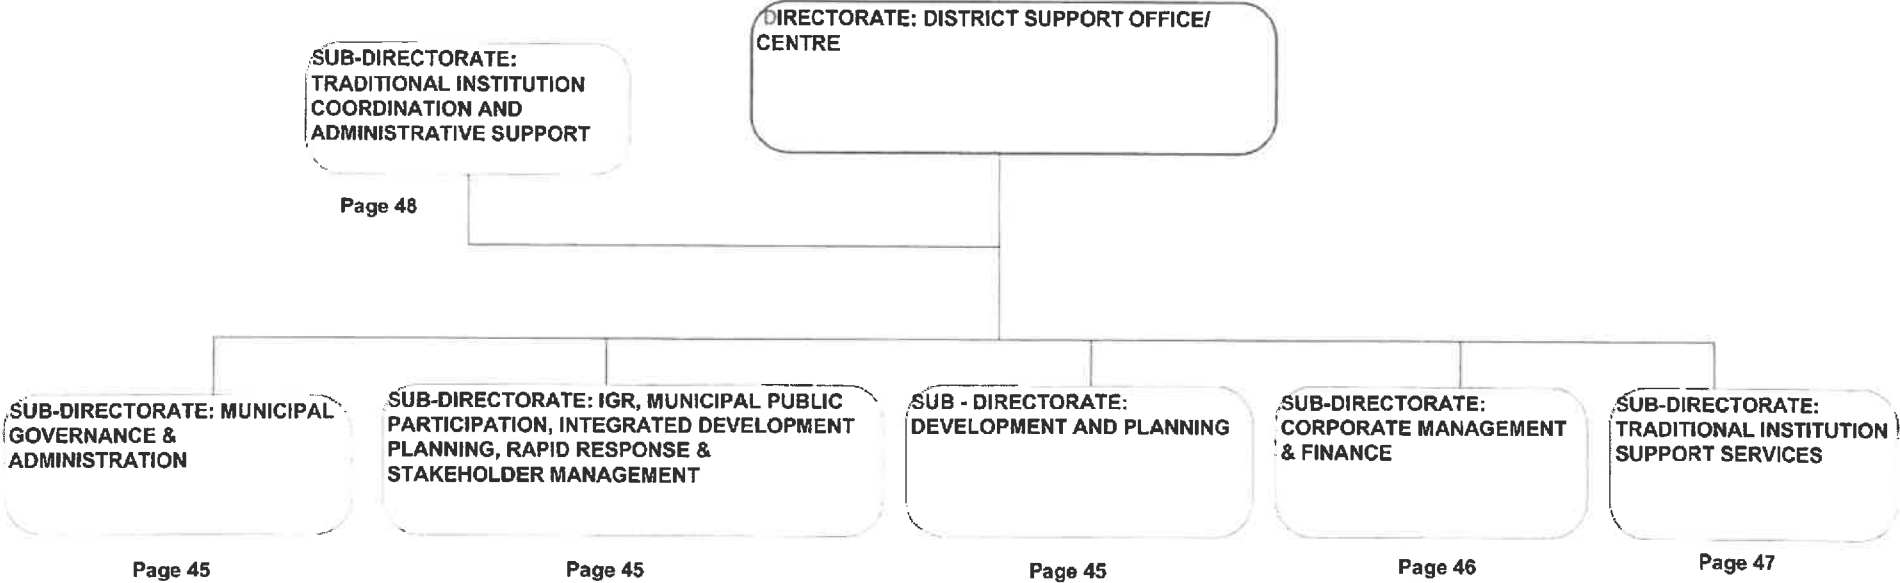 DIRECTORATE: DISTRICT SUPPORT OFFICE/
CENTRE
SUB-DIRECTORATE:
TRADITIONAL INSTITUTION
COORDINATION AND
ADMINISTRATIVE SUPPORT
Page 48
SUB-DIRECTORATE: MUNICIPAL
GOVERNANCE &
ADMINISTRATION
Page 45
SUB-DIRECTORATE: IGR, MUNICIPAL PUBLIC
PARTICIPATION, INTEGRATED DEVELOPMENT
PLANNING, RAPID RESPONSE &
STAKEHOLDER MANAGEMENT
Page 45
SUB - DIRECTORATE:
DEVELOPMENT AND PLANNING
Page 45
SUB-DIRECTORATE:
CORPORATE MANAGEMENT
& FINANCE
Page 46
SUB-DIRECTORATE:
TRADITIONAL INSTITUTION
SUPPORT SERVICES
Page 47